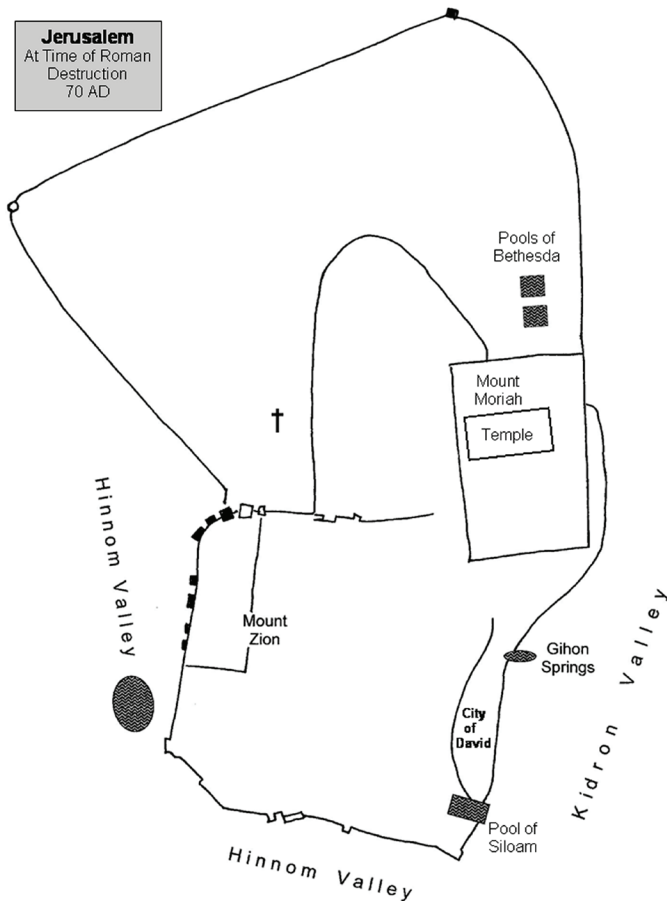 Jerusalem
At Time of Roman
Destruction
70 AD
Pools of
Bethesda
Mount
Moriah
Temple
Hinnom Valley
Mount
Zion
Gihon
Springs
Kidron Valley
City
of
David
Pool of
Siloam
Hinnom Valley